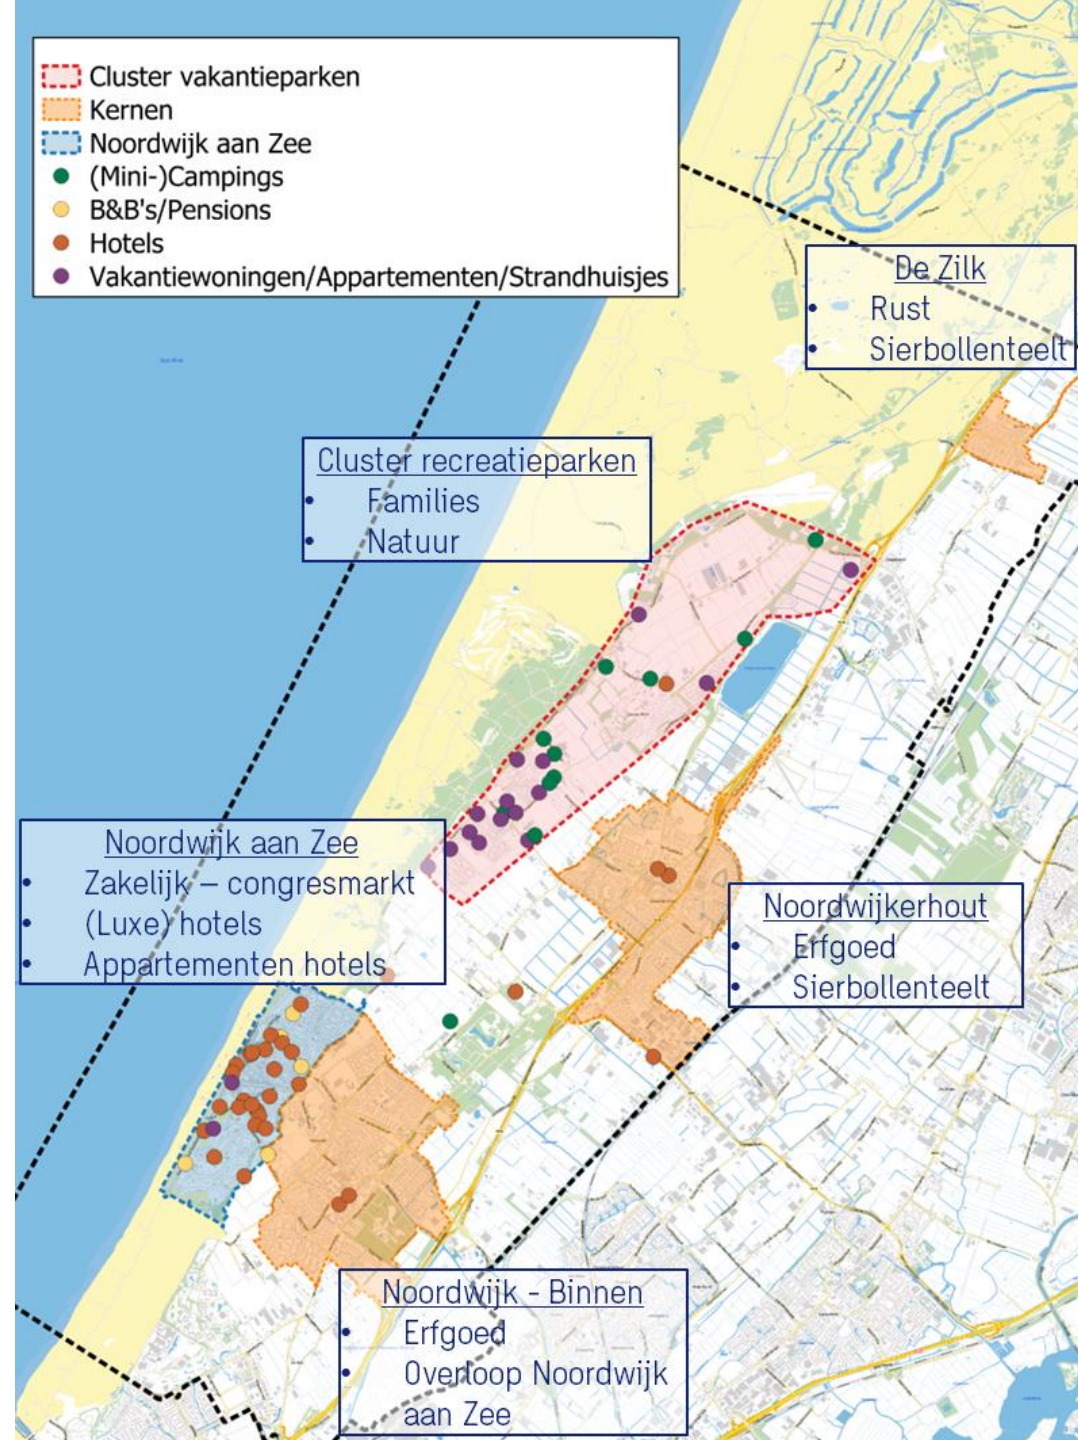 Cluster vakantieparken
Kernen
Noordwijk aan Zee
(Mini-)Campings
B&B's/Pensions
Hotels
Vakantiewoningen/Appartementen/Strandhuisjes
De Zilk
• Rust
• Sierbollenteelt
Cluster recreatieparken
• Families
• Natuur
Noordwijk aan Zee
• Zakelijk – congresmarkt
• (Luxe) hotels
• Appartementen hotels
Noordwijkerhout
• Erfgoed
• Sierbollenteelt
Noordwijk - Binnen
• Erfgoed
• Overloop Noordwijk
aan Zee